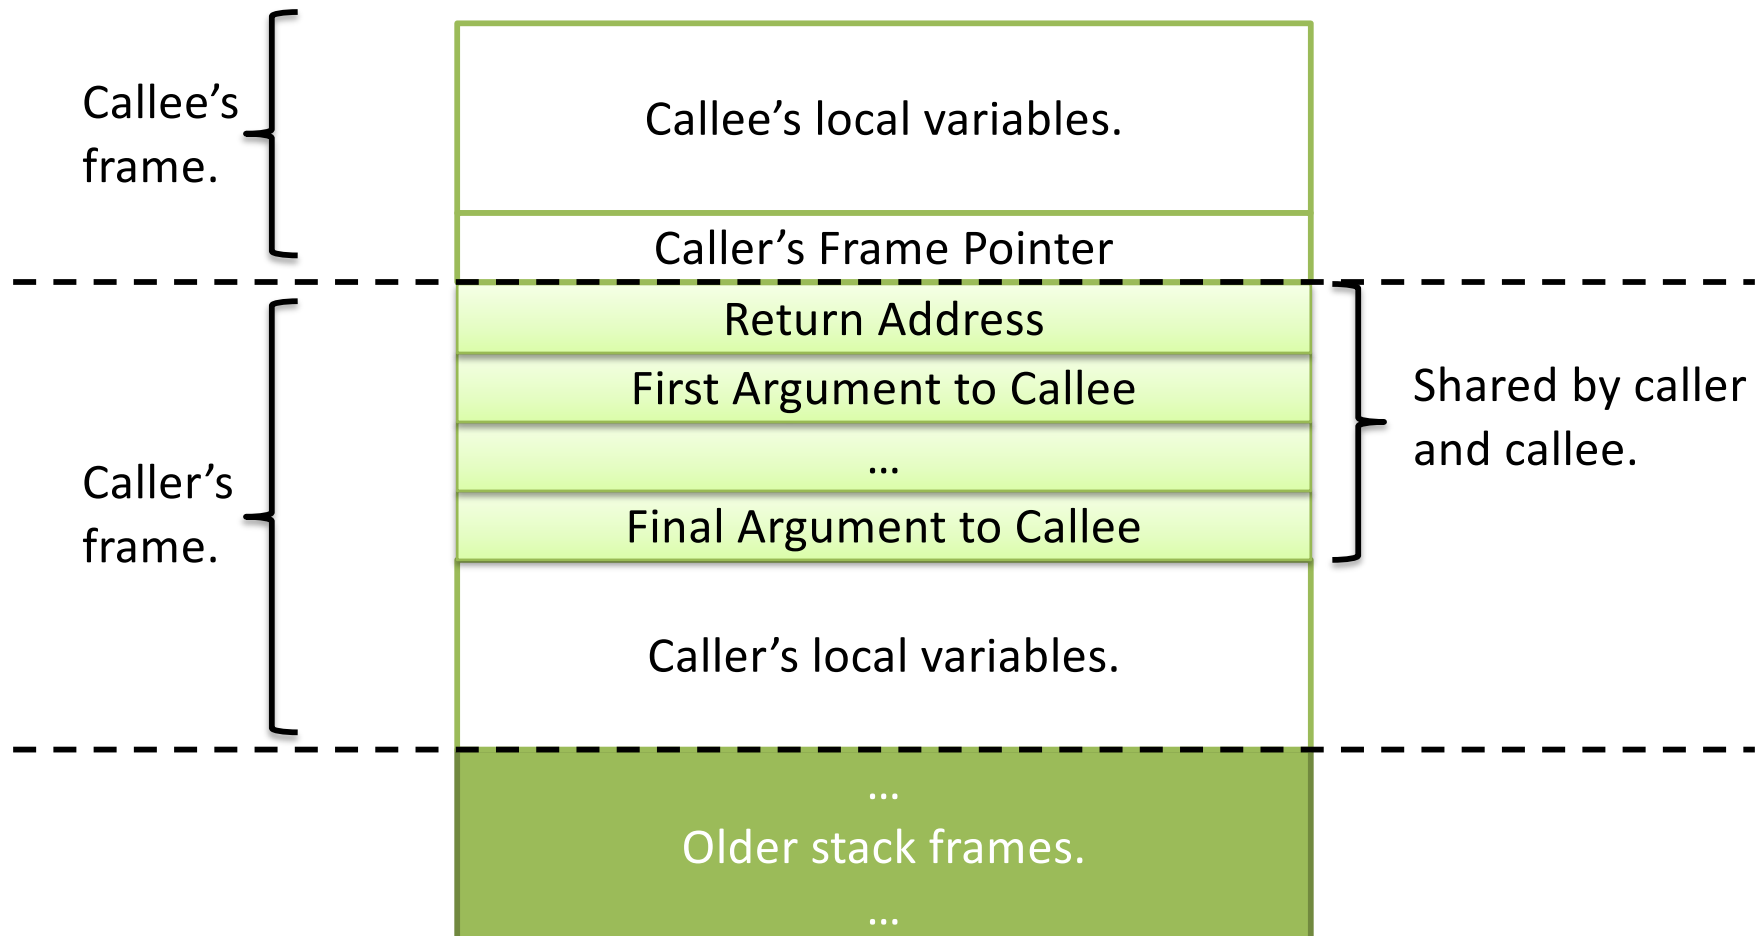 Callee’s
frame.
Callee’s local variables.
Caller’s Frame Pointer
Return Address
First Argument to Callee
...
Final Argument to Callee
Shared by caller
and callee.
Caller’s
frame.
Caller’s local variables.
...
Older stack frames.
...